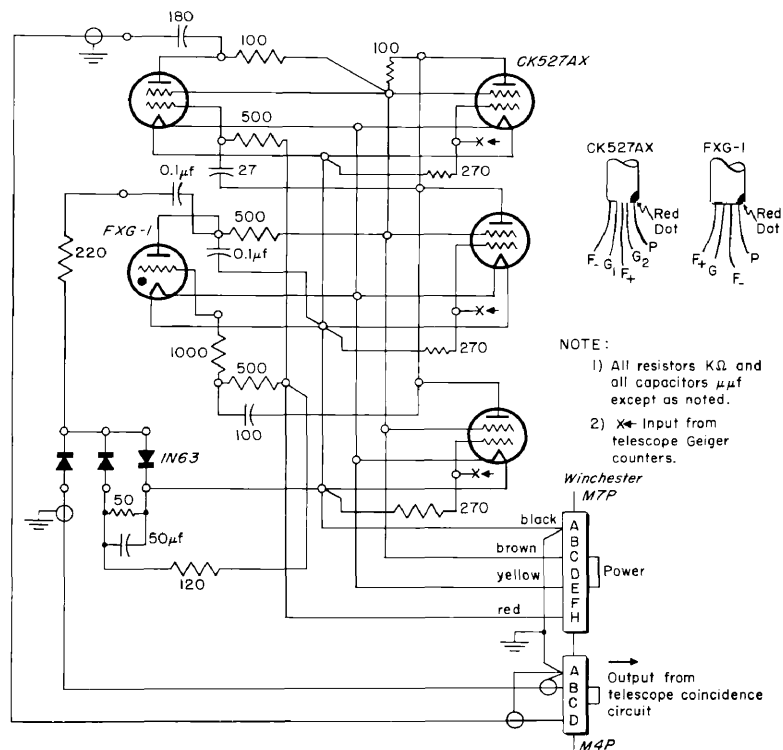 180
100
100
CK527AX
500
270
27
0.1μf
FXG-1
500
0.1μf
220
270
1000
500
100
1N63
50
50μf
120
270
CK527AX
FXG-1
Red
Dot
Red
Dot
F- G1 F+ G2 P
F+ G F- P
NOTE:
1) All resistors KΩ and
all capacitors μμf
except as noted.
2) X← Input from
telescope Geiger
counters.
Winchester
M7P
black
brown
yellow
red
A
B
C
D
E
F
H
Power
A
B
C
D
Output from
telescope coincidence
circuit
M4P